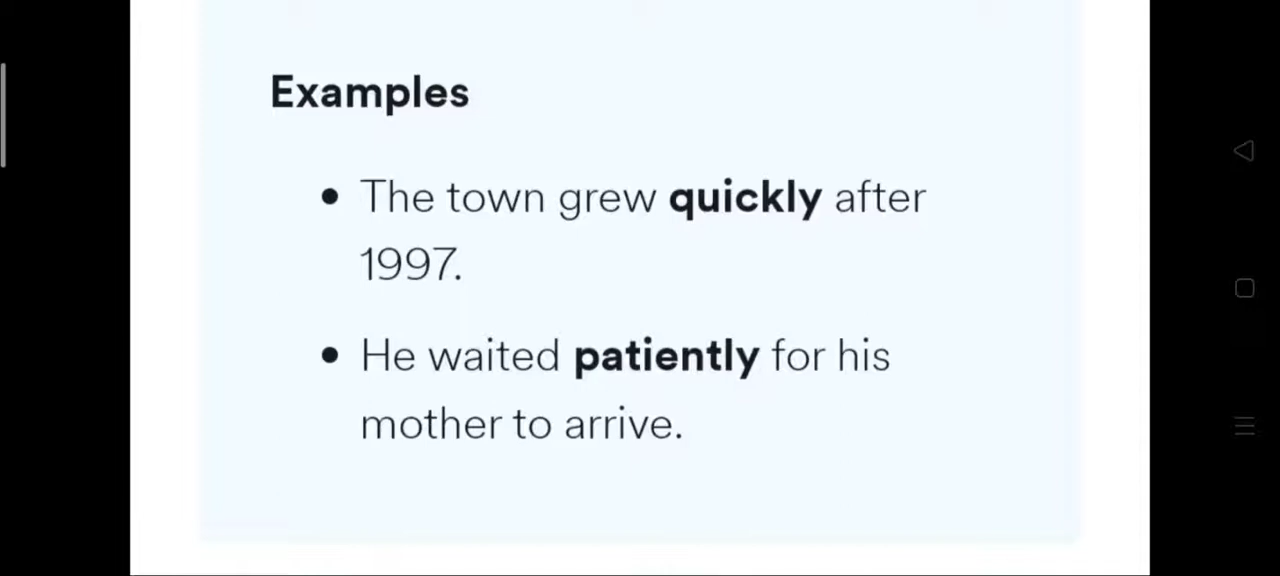 Examples
• The town grew quickly after
1997.
• He waited patiently for his
mother to arrive.